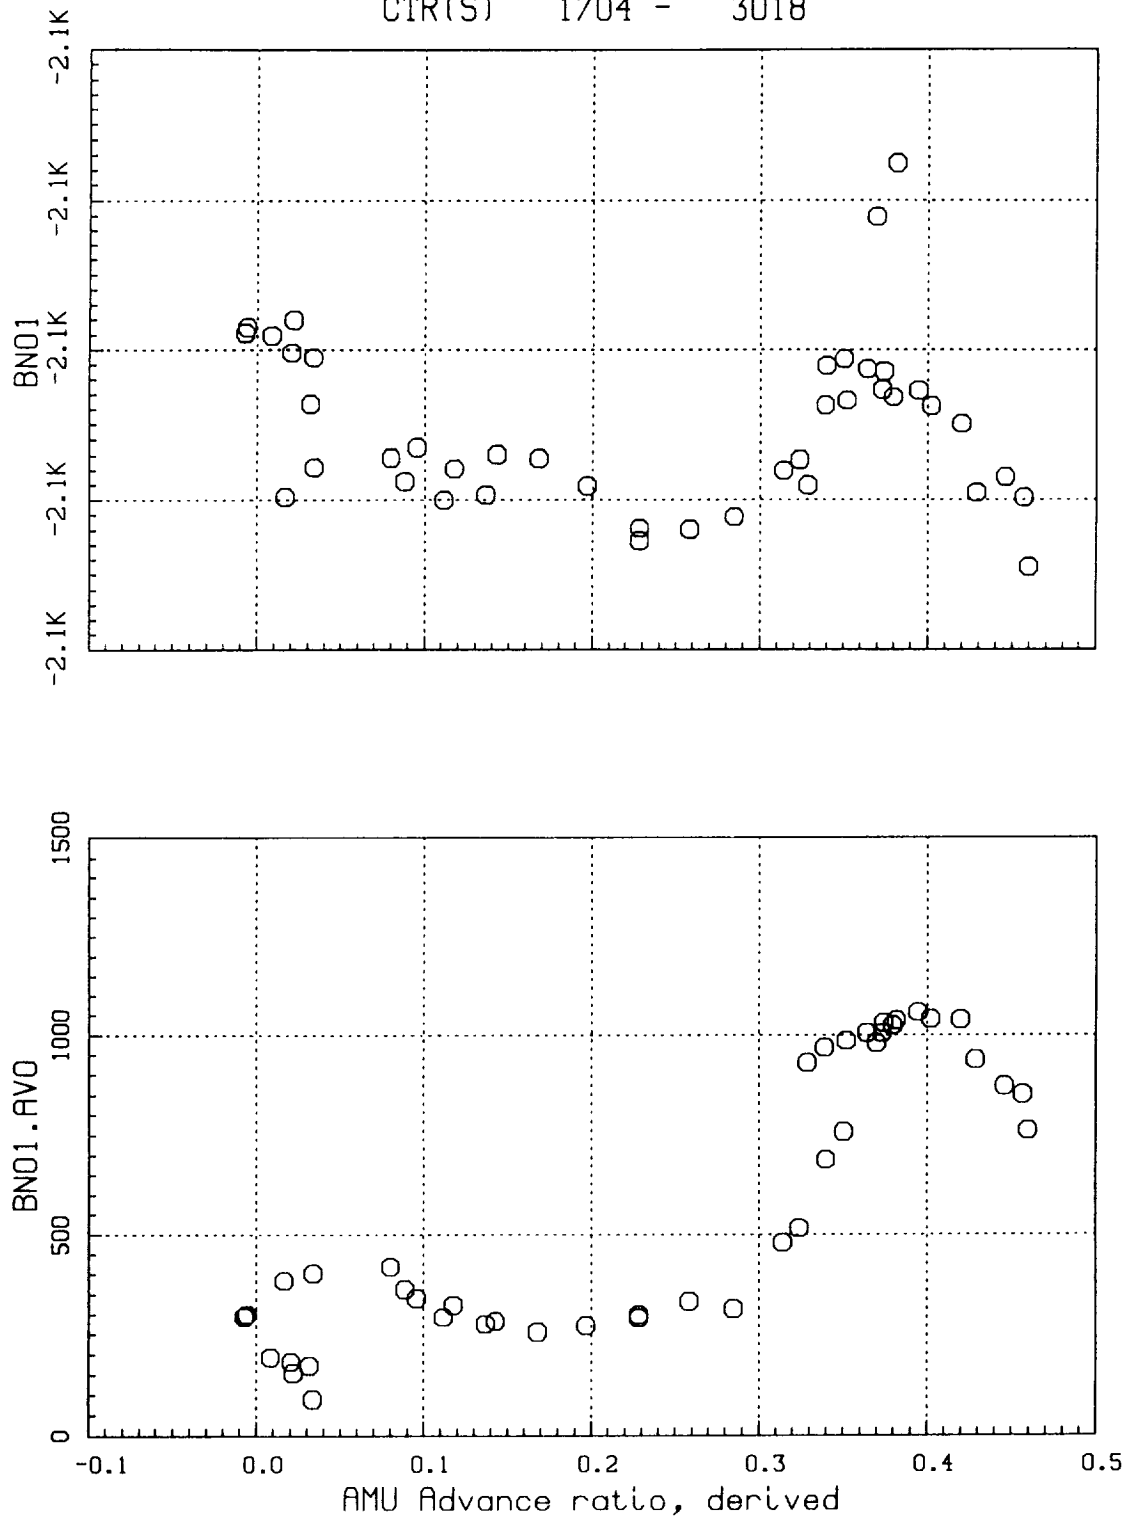 CTR(S) 1704 - 3018
-2.1K
-2.1K
-2.1K
-2.1K
-2.1K
BN01
1500
1000
500
0
BN01.AVO
-0.1 0.0 0.1 0.2 0.3 0.4 0.5
AMU Advance ratio, derived